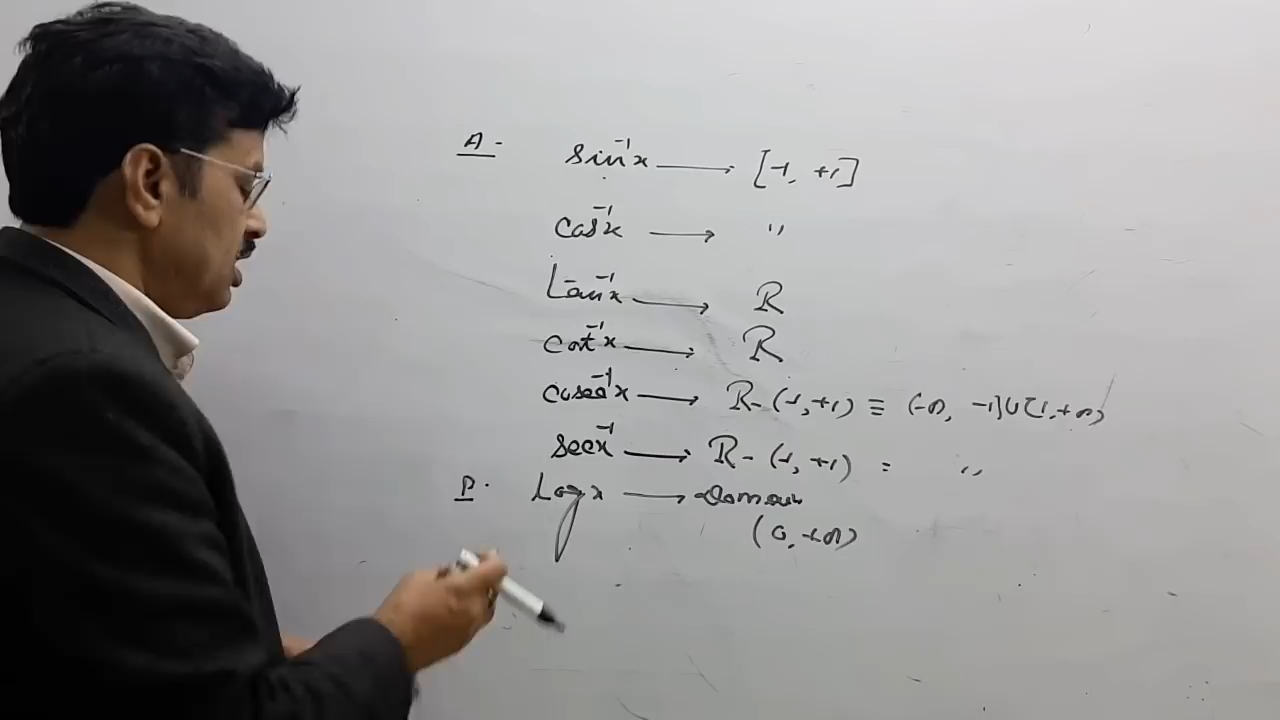 A. sin⁻¹x → [-1, +1]
cos⁻¹x → "
tan⁻¹x → R
cot⁻¹x → R
cosec⁻¹x → R-(-1,+1) ≡ (-∞, -1]∪[1,+∞)
sec⁻¹x → R-(-1,+1) = "
P. Log x → Domain
(0,+∞)